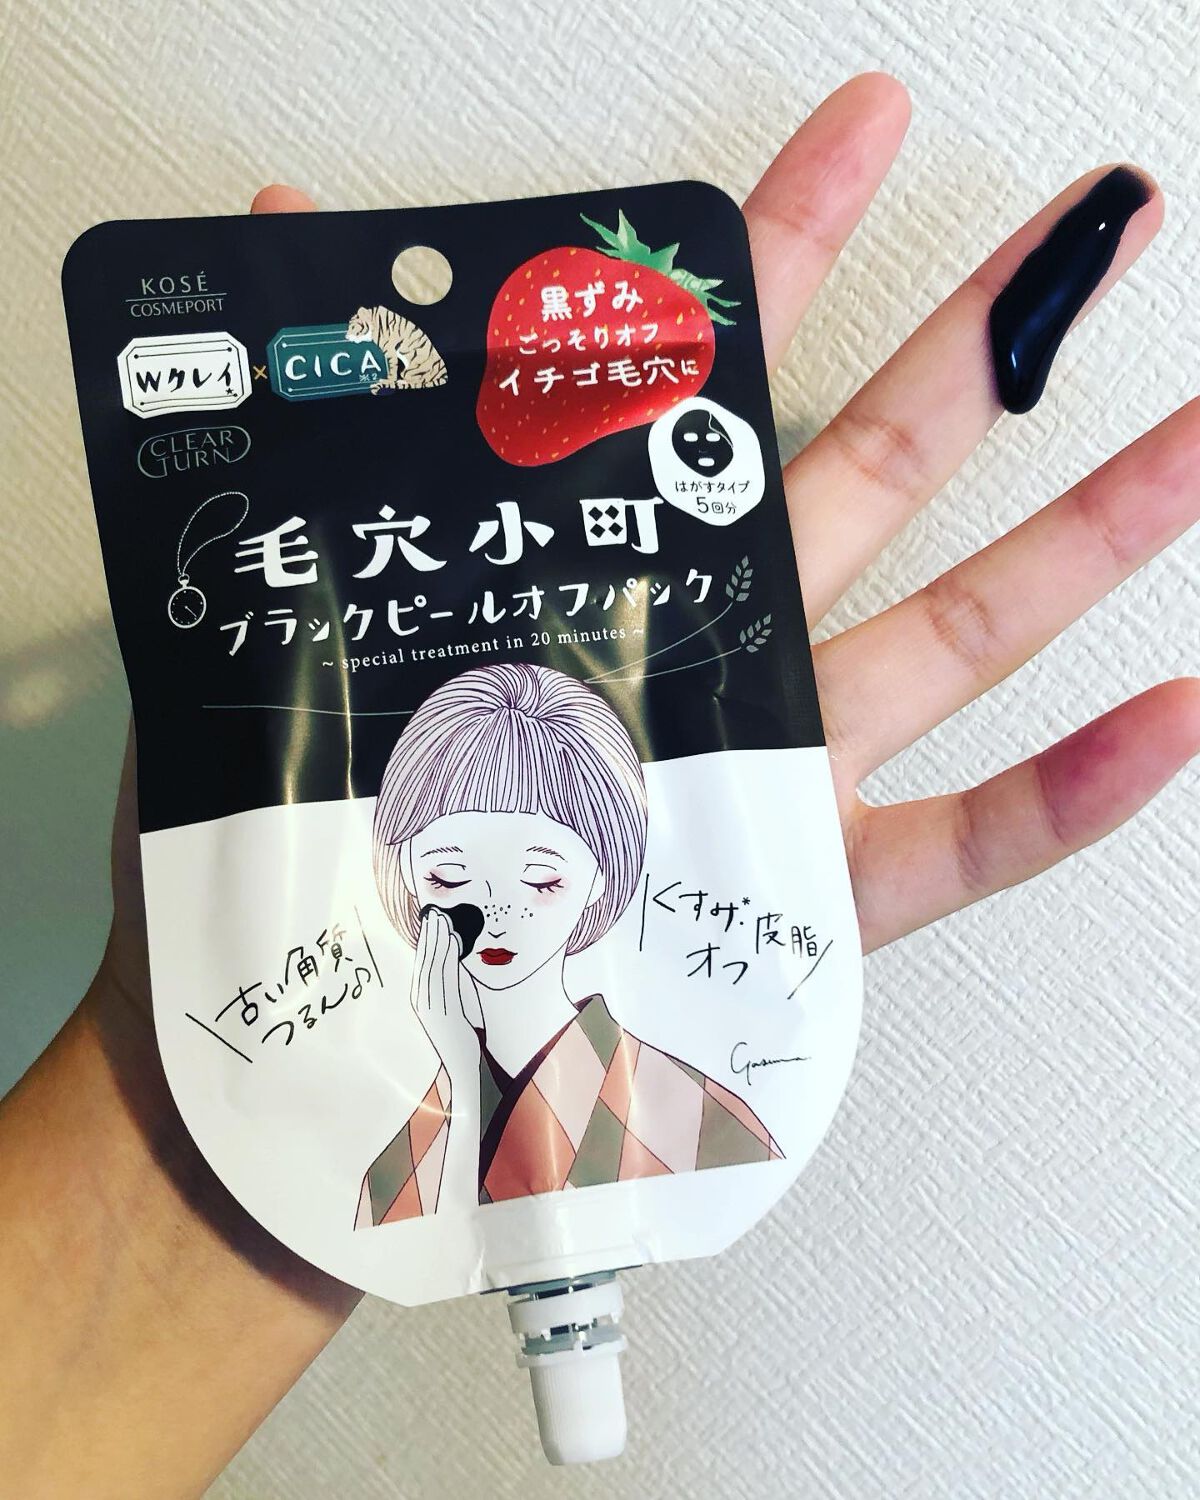 KOSÉ
COSMEPORT
Wクレイ × CICA
※2
CLEAR
TURN
黒ずみ
ごっそりオフ
イチゴ毛穴に
はがすタイプ
5回分
毛穴小町
ブラックピールオフパック
~ special treatment in 20 minutes ~
くすみ*・皮脂
オフ
古い角質
つるん♪